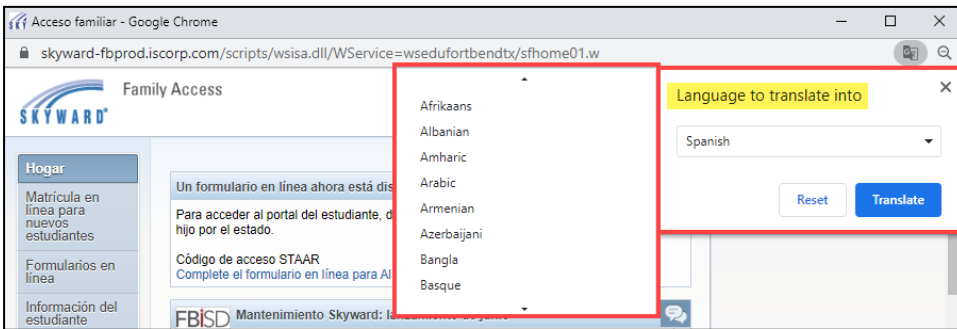 Acceso familiar - Google Chrome
skyward-fbprod.iscorp.com/scripts/wsisa.dll/WService=wsedufortbendtx/sfhome01.w
SKYWARD
Family Access
Hogar
Matrícula en
línea para
nuevos
estudiantes
Formularios en
línea
Información del
estudiante
Un formulario en línea ahora está
Para acceder al portal del estudiante,
hijo por el estado.
Código de acceso STAAR
Complete el formulario en línea para
FBiSD
Mantenimiento Skyward:
Afrikaans
Albanian
Amharic
Arabic
Armenian
Azerbaijani
Bangla
Basque
Language to translate into
Spanish
Reset
Translate